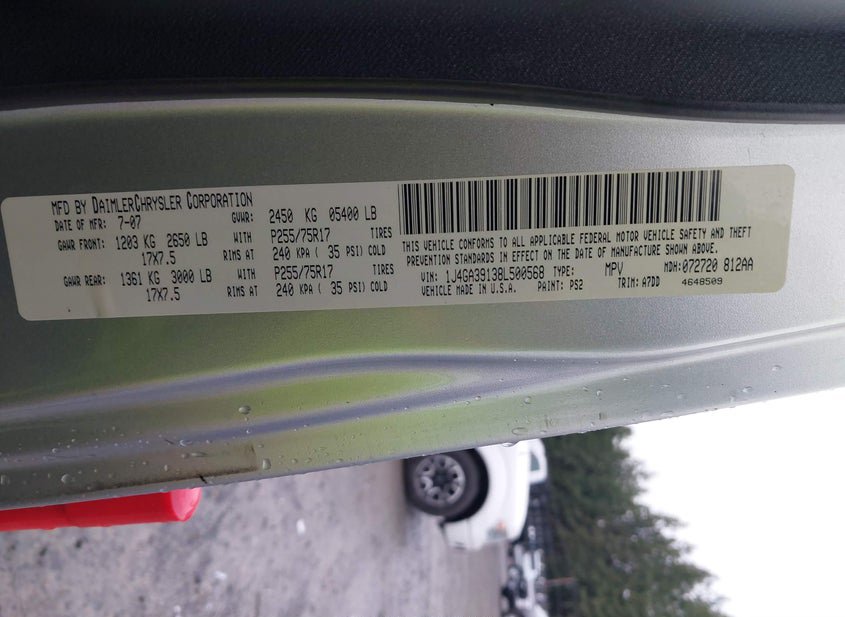 MFD BY DAIMLERCHRYSLER CORPORATION
DATE OF MFR: 7-07 GVWR: 2450 KG 05400 LB
GAWR FRONT: 1203 KG 2650 LB WITH P255/75R17 TIRES
17X7.5 RIMS AT 240 KPA ( 35 PSI) COLD
GAWR REAR: 1361 KG 3000 LB WITH P255/75R17 TIRES
17X7.5 RIMS AT 240 KPA ( 35 PSI) COLD
THIS VEHICLE CONFORMS TO ALL APPLICABLE FEDERAL MOTOR VEHICLE SAFETY AND THEFT
PREVENTION STANDARDS IN EFFECT ON THE DATE OF MANUFACTURE SHOWN ABOVE.
VIN: 1J4GA39138L500568 TYPE: MPV MDH: 072720 812AA
VEHICLE MADE IN U.S.A. PAINT: PS2 TRIM: A7DD 4648509